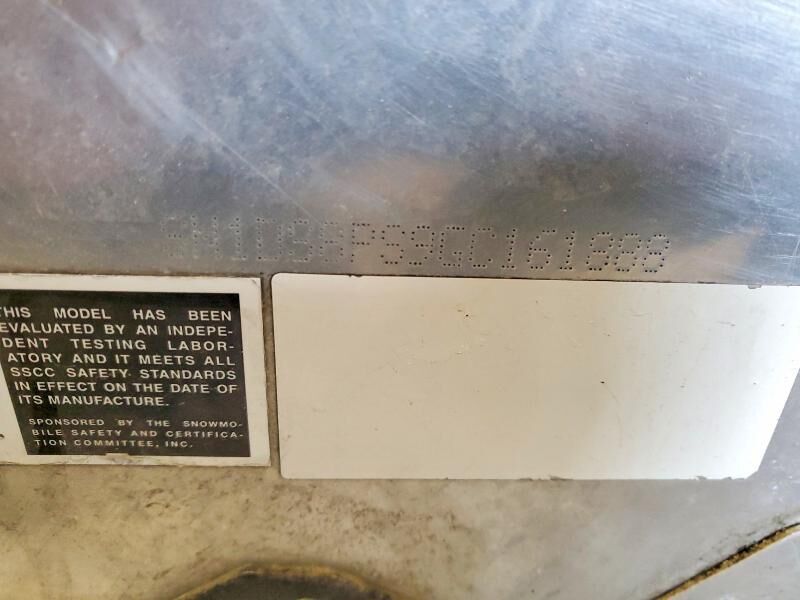 SN1DS8PS9GC161888
THIS MODEL HAS BEEN
EVALUATED BY AN INDEPE-
DENT TESTING LABOR-
ATORY AND IT MEETS ALL
SSCC SAFETY STANDARDS
IN EFFECT ON THE DATE OF
ITS MANUFACTURE.
SPONSORED BY THE SNOWMO-
BILE SAFETY AND CERTIFICA-
TION COMMITTEE, INC.